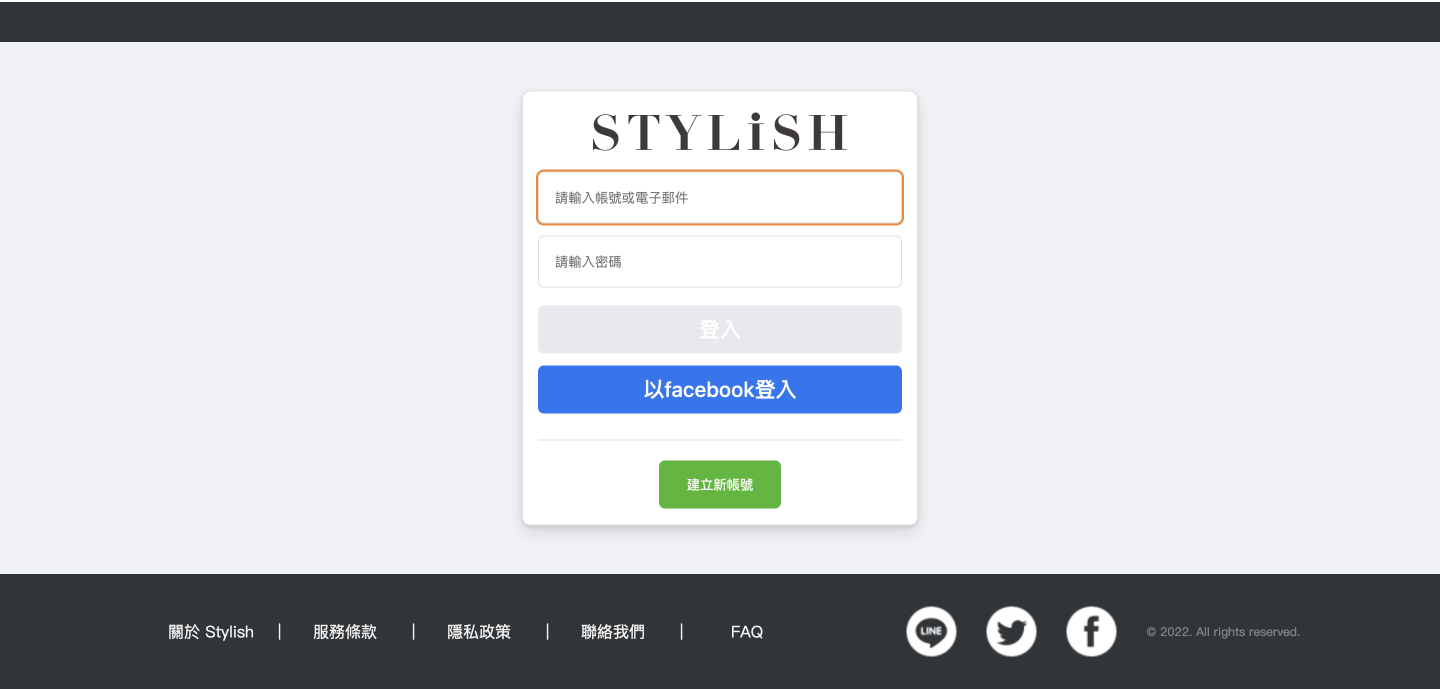 STYLiSH
請輸入帳號或電子郵件
請輸入密碼
登入
以facebook登入
建立新帳號
關於 Stylish | 服務條款 | 隱私政策 | 聯絡我們 | FAQ
LINE
© 2022. All rights reserved.